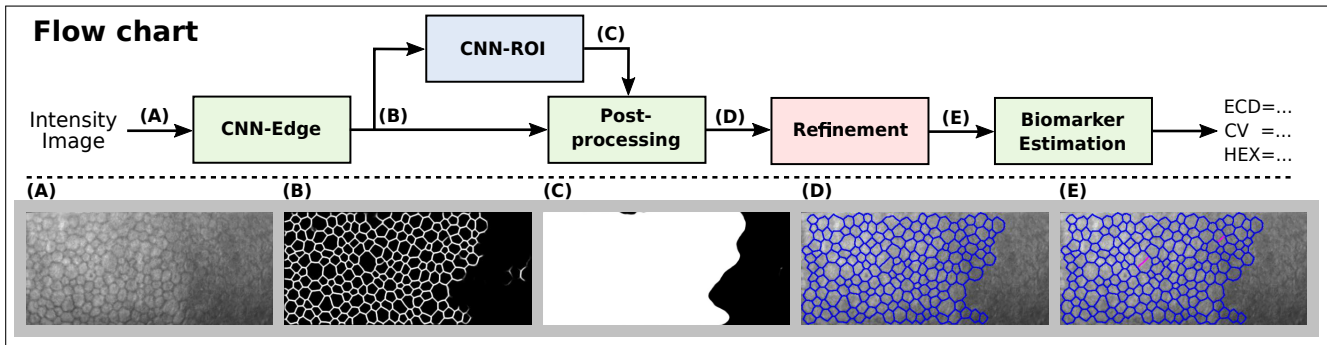 Flow chart
CNN-ROI
(C)
Intensity
Image
(A)
CNN-Edge
(B)
Post-
processing
(D)
Refinement
(E)
Biomarker
Estimation
ECD=...
CV =...
HEX=...
(A)
(B)
(C)
(D)
(E)